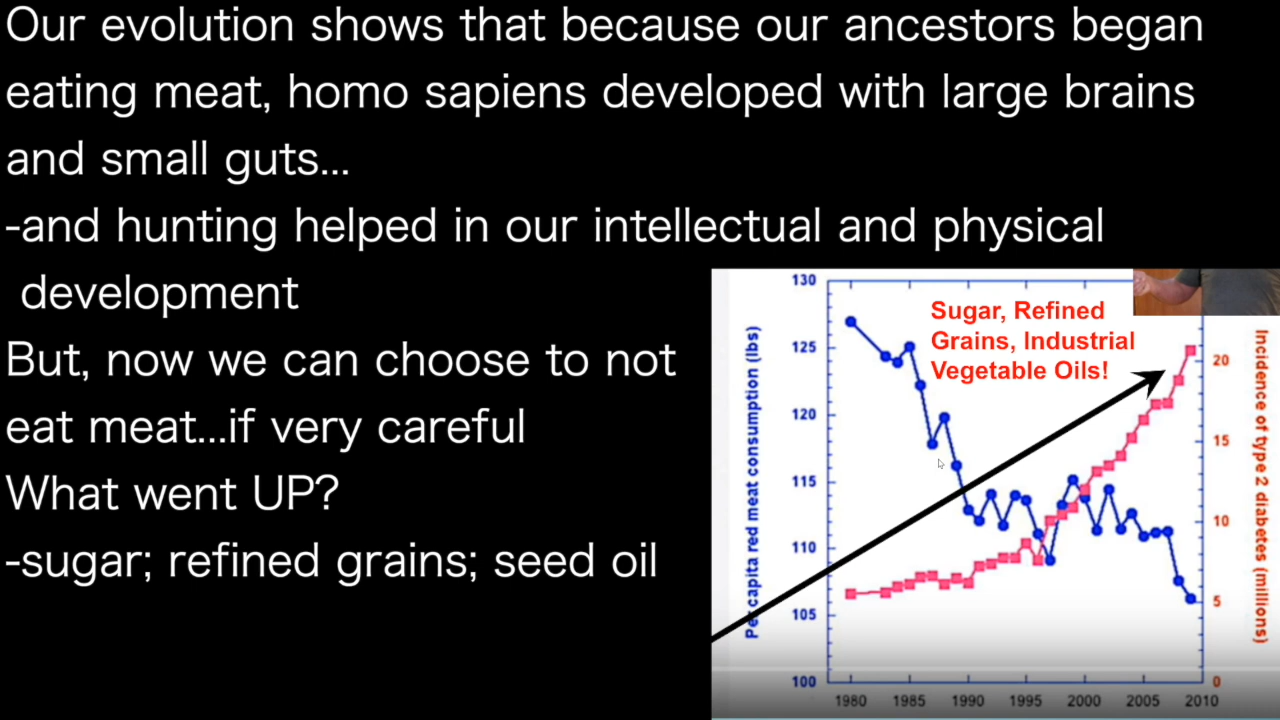 Our evolution shows that because our ancestors began
eating meat, homo sapiens developed with large brains
and small guts...
-and hunting helped in our intellectual and physical
development
But, now we can choose to not
eat meat...if very careful
What went UP?
-sugar; refined grains; seed oil
Sugar, Refined
Grains, Industrial
Vegetable Oils!
Per capita red meat consumption (lbs)
130
125
120
115
110
105
100
1980
1985
1990
1995
2000
2005
2010
20
15
10
5
0
Incidence of type 2 diabetes (millions)